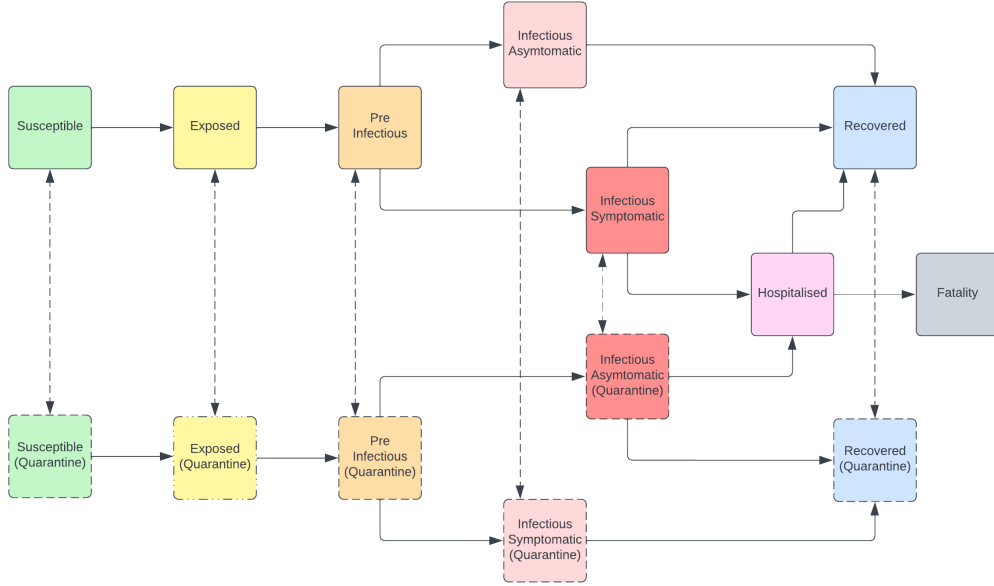 Infectious
Asymtomatic
Susceptible
Exposed
Pre
Infectious
Recovered
Infectious
Symptomatic
Hospitalised
Fatality
Infectious
Asymtomatic
(Quarantine)
Susceptible
(Quarantine)
Exposed
(Quarantine)
Pre
Infectious
(Quarantine)
Recovered
(Quarantine)
Infectious
Symptomatic
(Quarantine)